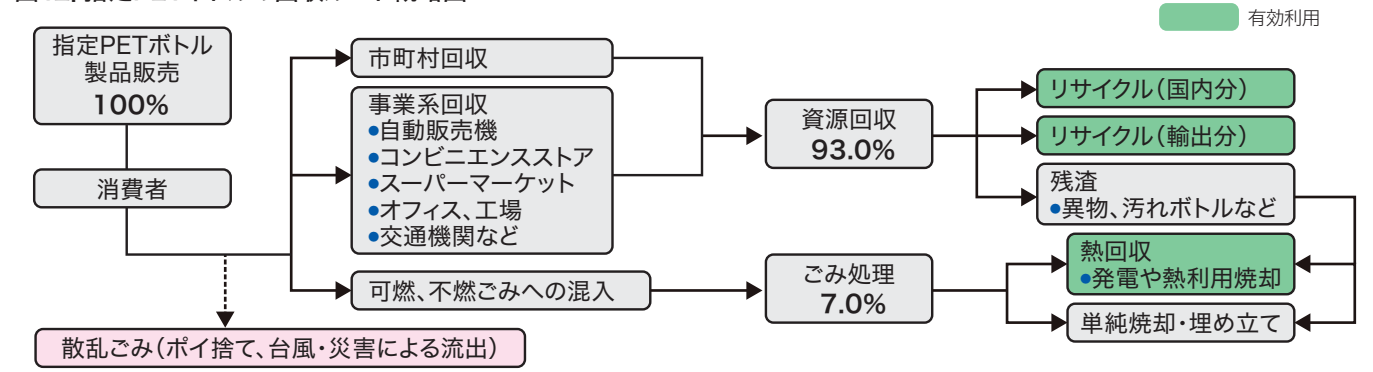 有効利用
指定PETボトル
製品販売
100%
消費者
市町村回収
事業系回収
●自動販売機
●コンビニエンスストア
●スーパーマーケット
●オフィス、工場
●交通機関など
可燃、不燃ごみへの混入
散乱ごみ（ポイ捨て、台風・災害による流出）
資源回収
93.0%
ごみ処理
7.0%
リサイクル（国内分）
リサイクル（輸出分）
残渣
●異物、汚れボトルなど
熱回収
●発電や熱利用焼却
単純焼却・埋め立て